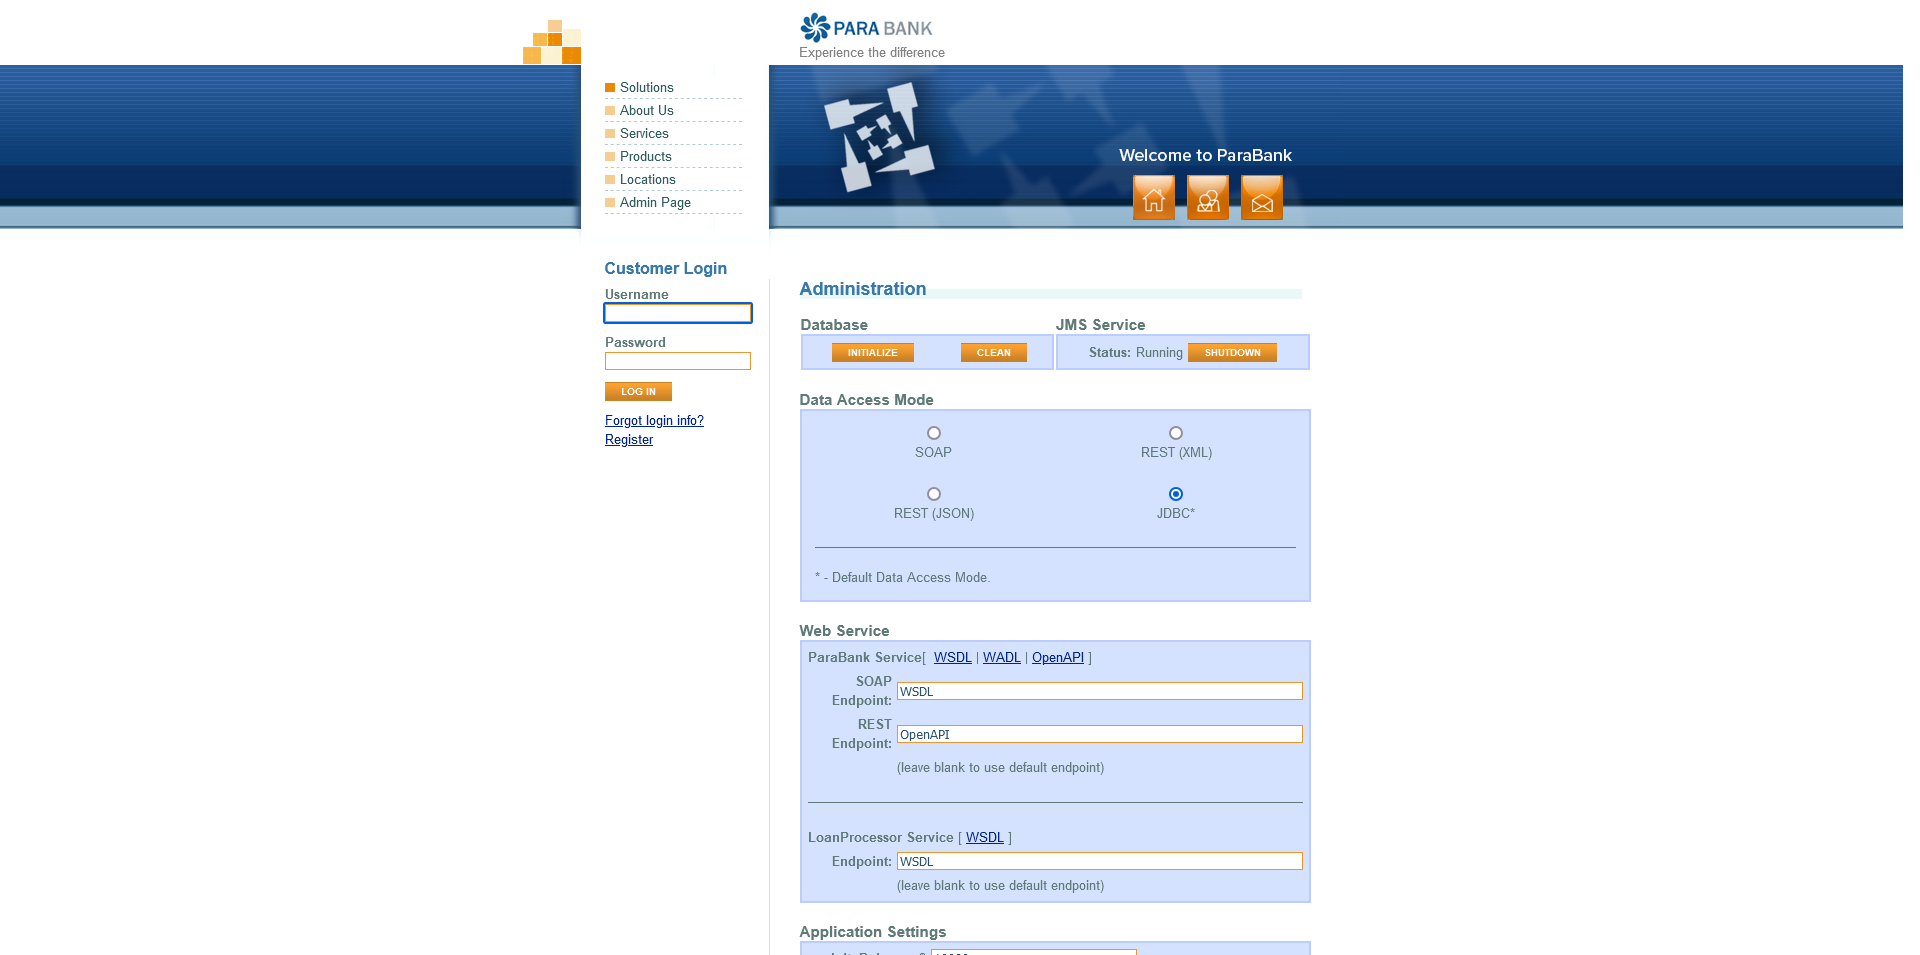 PARA BANK
Experience the difference
Solutions
About Us
Services
Products
Locations
Admin Page
Welcome to ParaBank
Customer Login
Username
Password
LOG IN
Forgot login info?
Register
Administration
Database
JMS Service
INITIALIZE CLEAN
Status: Running SHUTDOWN
Data Access Mode
SOAP REST (XML)
REST (JSON) JDBC*
* - Default Data Access Mode.
Web Service
ParaBank Service[ WSDL | WADL | OpenAPI ]
SOAP
Endpoint: WSDL
REST
Endpoint: OpenAPI
(leave blank to use default endpoint)
LoanProcessor Service [ WSDL ]
Endpoint: WSDL
(leave blank to use default endpoint)
Application Settings